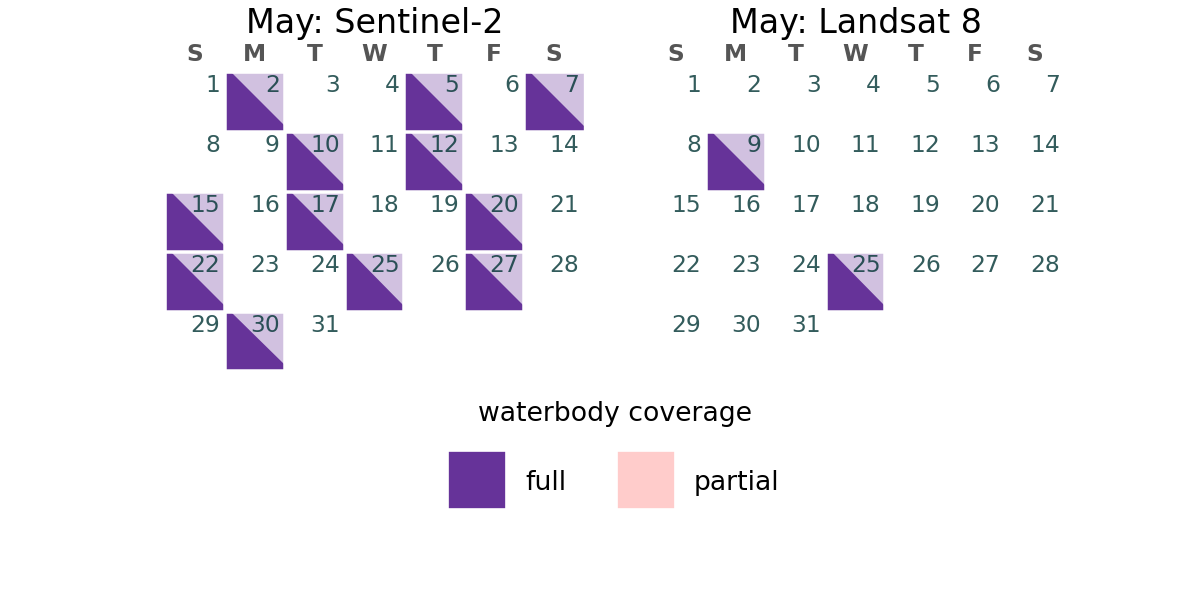 May: Sentinel-2
S M T W T F S
1 2 3 4 5 6 7
8 9 10 11 12 13 14
15 16 17 18 19 20 21
22 23 24 25 26 27 28
29 30 31
May: Landsat 8
S M T W T F S
1 2 3 4 5 6 7
8 9 10 11 12 13 14
15 16 17 18 19 20 21
22 23 24 25 26 27 28
29 30 31
waterbody coverage
full
partial